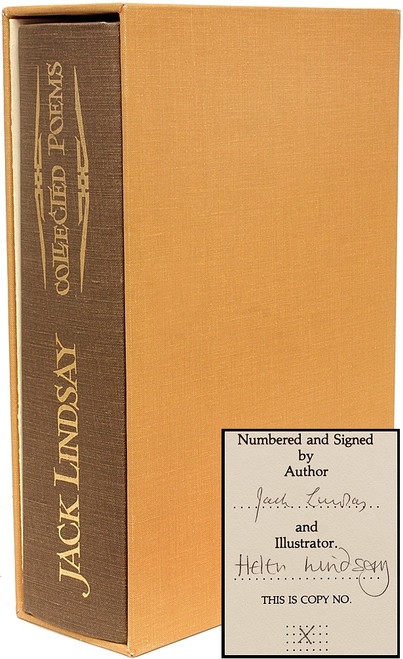 JACK LINDSAY
COLLECTED POEMS
Numbered and Signed
by
Author
Jack Lindsay
and
Illustrator.
Helen Lindsay
THIS IS COPY NO.
X